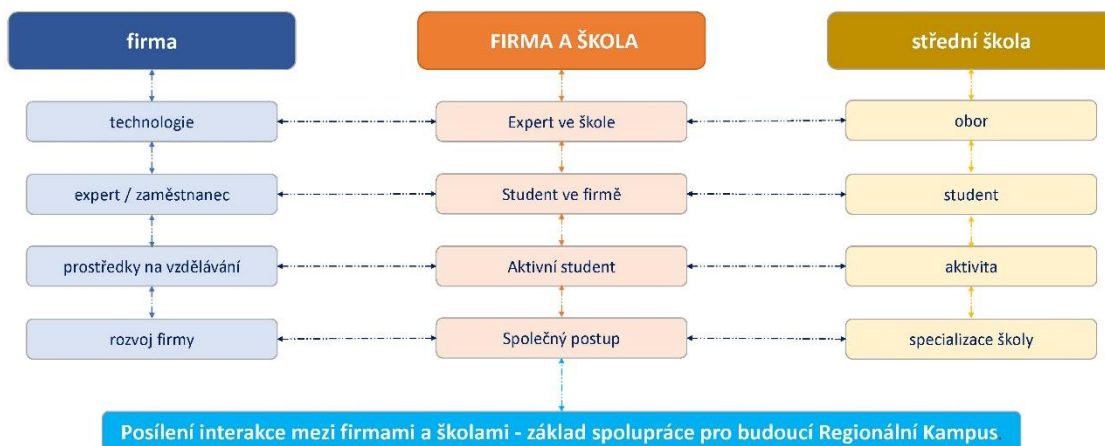 firma
FIRMA A ŠKOLA
střední škola
technologie
Expert ve škole
obor
expert / zaměstnanec
Student ve firmě
student
prostředky na vzdělávání
Aktivní student
aktivita
rozvoj firmy
Společný postup
specializace školy
Posílení interakce mezi firmami a školami - základ spolupráce pro budoucí Regionální Kampus.